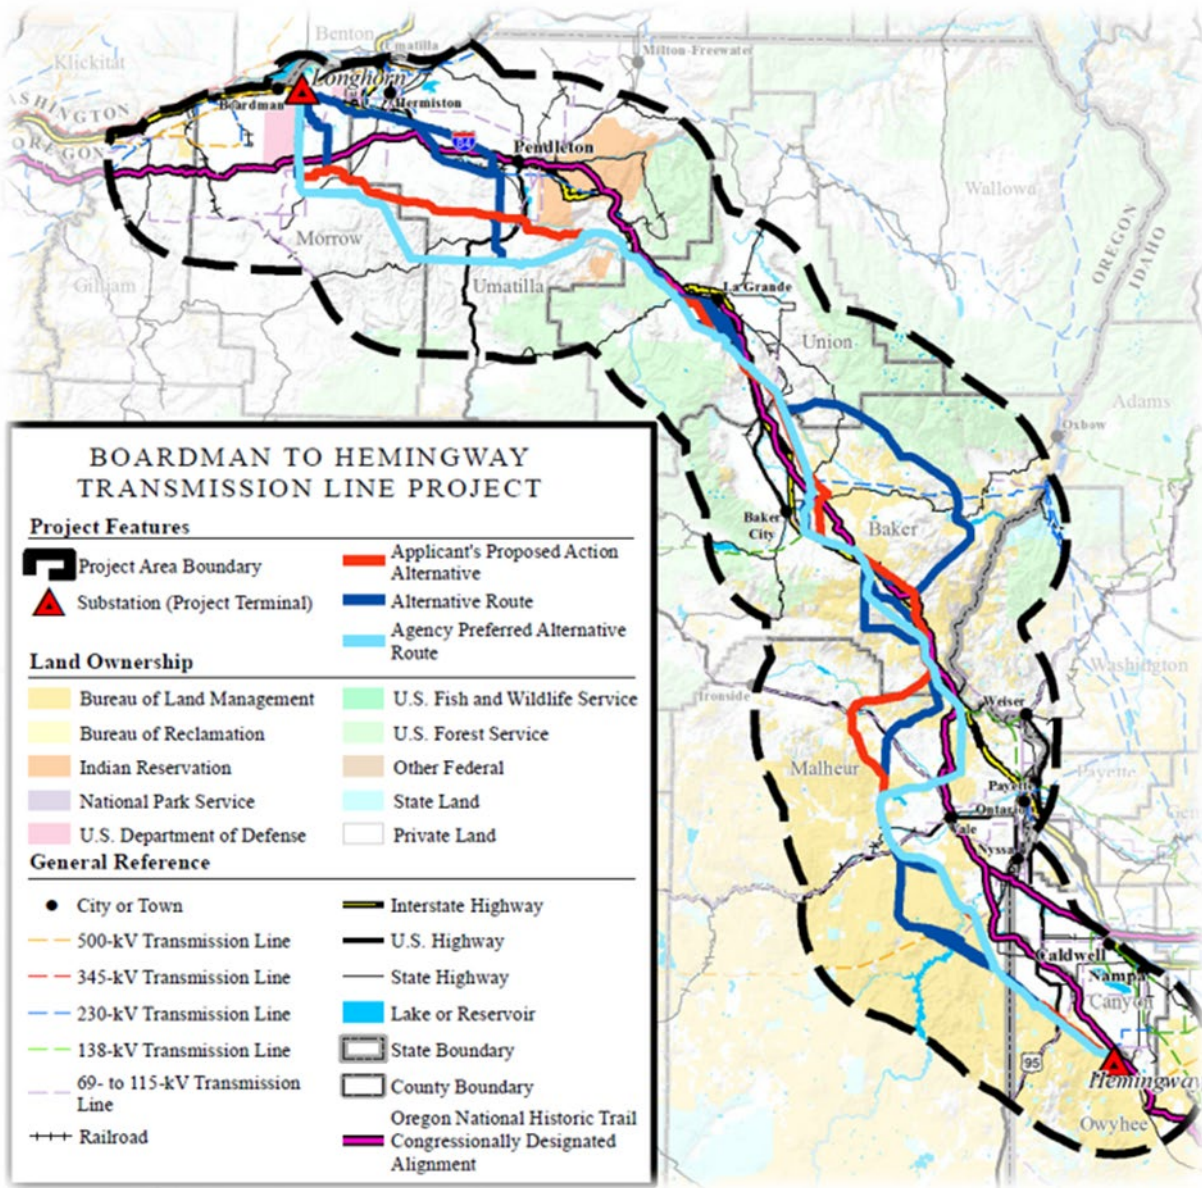 Benton
Umatilla
Klickitat
Milton-Freewater
Longhorn
Boardman
Hermiston
WASHINGTON
OREGON
84
Pendleton
Wallowa
OREGON
IDAHO
Morrow
Gilliam
Umatilla
La Grande
Union
Adams
Oxbow
Baker
City
Baker
Washington
Ironside
Weiser
Malheur
Payette
Payette
Ontario
Vale
Nyssa
Caldwell
Nampa
Canyon
95
Hemingway
Owyhee
BOARDMAN TO HEMINGWAY
TRANSMISSION LINE PROJECT
Project Features
Project Area Boundary
Substation (Project Terminal)
Applicant's Proposed Action
Alternative
Alternative Route
Agency Preferred Alternative
Route
Land Ownership
Bureau of Land Management
Bureau of Reclamation
Indian Reservation
National Park Service
U.S. Department of Defense
U.S. Fish and Wildlife Service
U.S. Forest Service
Other Federal
State Land
Private Land
General Reference
City or Town
500-kV Transmission Line
345-kV Transmission Line
230-kV Transmission Line
138-kV Transmission Line
69- to 115-kV Transmission
Line
Railroad
Interstate Highway
U.S. Highway
State Highway
Lake or Reservoir
State Boundary
County Boundary
Oregon National Historic Trail
Congressionally Designated
Alignment